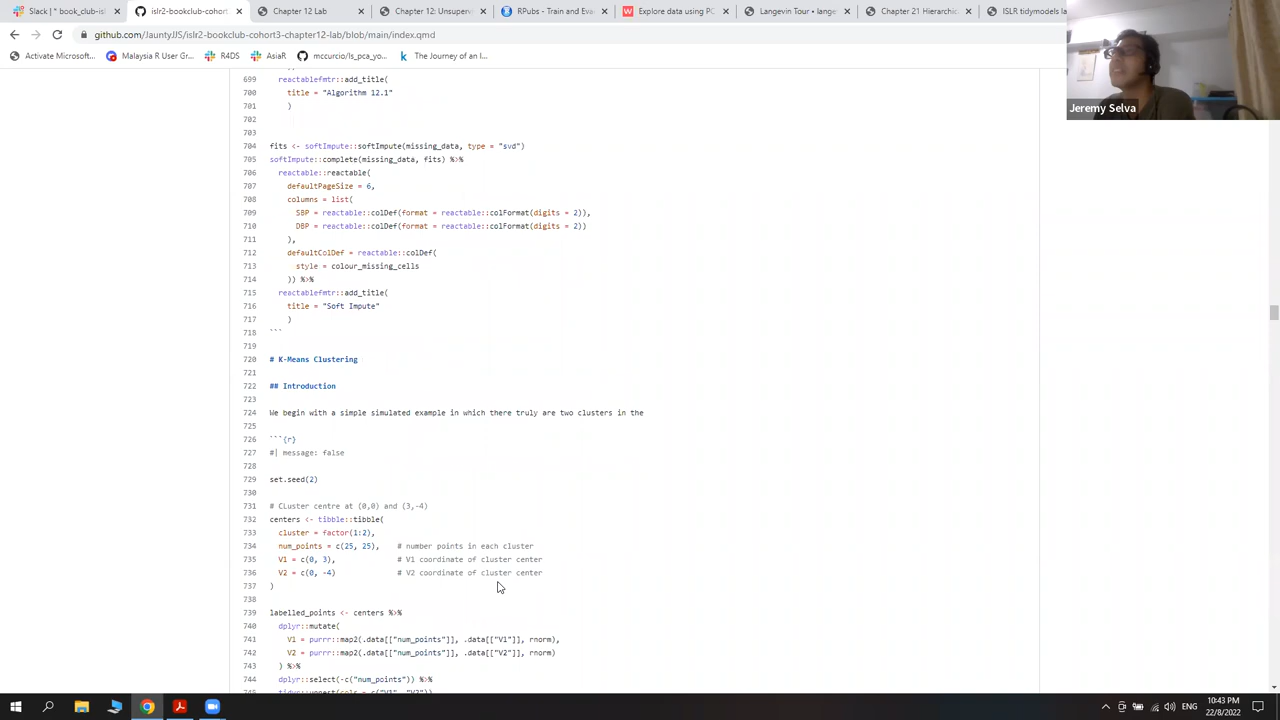 Slack | * book_club-isl
islr2-bookclub-cohort3-chapter12
Chapter 12 Lab
Chapter 12: Unsuperv
RPubs - Train and Eva
Explore data using PC
Langevin Tour • lange
Chapter 21 Hierarchic
ISLR tidymodels la
github.com/JauntyJJS/islr2-bookclub-cohort3-chapter12-lab/blob/main/index.qmd
Activate Microsoft...
Malaysia R User Gr...
R4DS
AsiaR
mccurcio/Is_pca_yo...
The Journey of an I...
Jeremy Selva
699 reactablefmtr::add_title(
700 title = "Algorithm 12.1"
701 )
702
703
704 fits <- softImpute::softImpute(missing_data, type = "svd")
705 softImpute::complete(missing_data, fits) %>%
706 reactable::reactable(
707 defaultPageSize = 6,
708 columns = list(
709 SBP = reactable::colDef(format = reactable::colFormat(digits = 2)),
710 DBP = reactable::colDef(format = reactable::colFormat(digits = 2))
711 ),
712 defaultColDef = reactable::colDef(
713 style = colour_missing_cells
714 )) %>%
715 reactablefmtr::add_title(
716 title = "Soft Impute"
717 )
718 ```
719
720 # K-Means Clustering
721
722 ## Introduction
723
724 We begin with a simple simulated example in which there truly are two clusters in the
725
726 ```{r}
727 #| message: false
728
729 set.seed(2)
730
731 # CLuster centre at (0,0) and (3,-4)
732 centers <- tibble::tibble(
733 cluster = factor(1:2),
734 num_points = c(25, 25), # number points in each cluster
735 V1 = c(0, 3), # V1 coordinate of cluster center
736 V2 = c(0, -4) # V2 coordinate of cluster center
737 )
738
739 labelled_points <- centers %>%
740 dplyr::mutate(
741 V1 = purrr::map2(.data[["num_points"]], .data[["V1"]], rnorm),
742 V2 = purrr::map2(.data[["num_points"]], .data[["V2"]], rnorm)
743 ) %>%
744 dplyr::select(-c("num_points")) %>%
745 tidyr::unnest(cols = c("V1", "V2"))
ENG
10:43 PM
22/8/2022